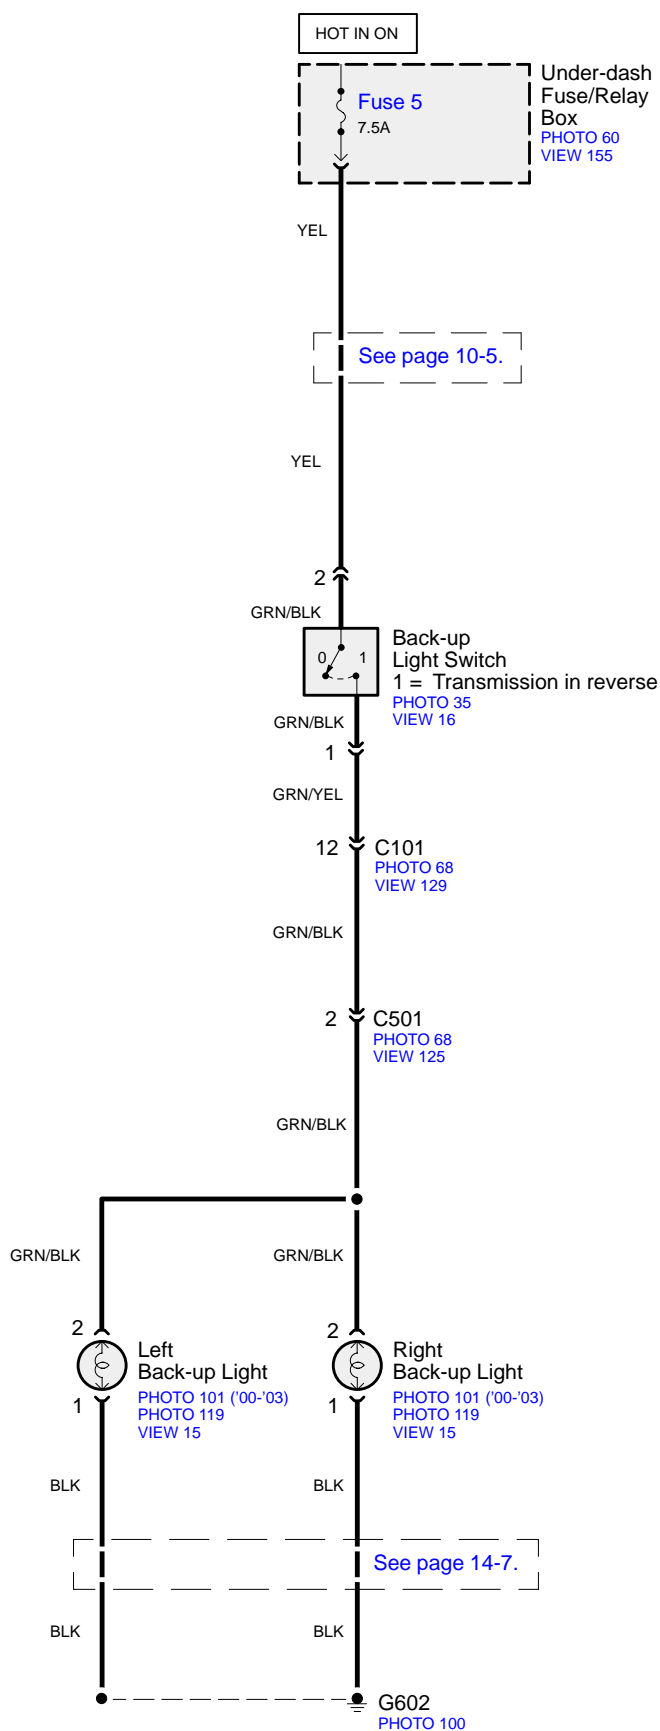 HOT IN ON
Under-dash
Fuse/Relay
Box
PHOTO 60
VIEW 155
Fuse 5
7.5A
YEL
See page 10-5.
YEL
2
GRN/BLK
0 1
Back-up
Light Switch
1 = Transmission in reverse
PHOTO 35
VIEW 16
GRN/BLK
1
GRN/YEL
12 C101
PHOTO 68
VIEW 129
GRN/BLK
2 C501
PHOTO 68
VIEW 125
GRN/BLK
GRN/BLK GRN/BLK
2
Left
Back-up Light
PHOTO 101 ('00-'03)
PHOTO 119
VIEW 15
1
2
Right
Back-up Light
PHOTO 101 ('00-'03)
PHOTO 119
VIEW 15
1
BLK BLK
See page 14-7.
BLK BLK
G602
PHOTO 100